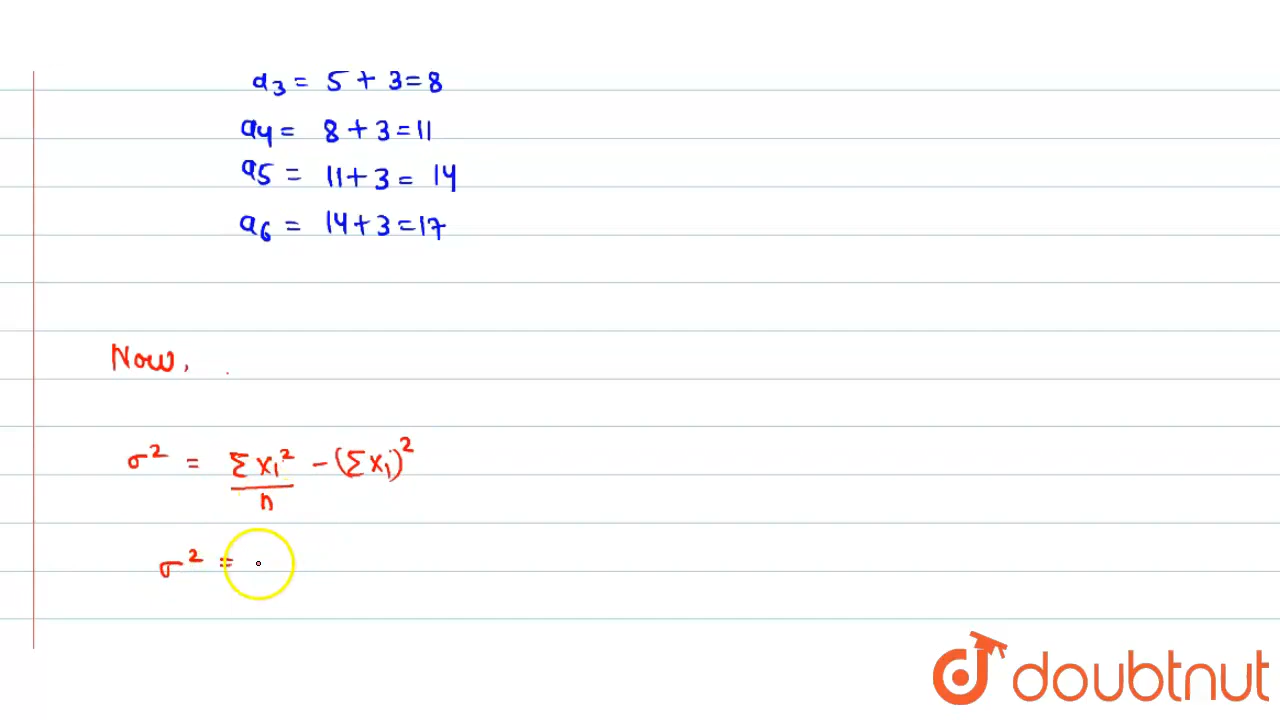 a3 = 5 + 3 = 8
a4 = 8 + 3 = 11
a5 = 11 + 3 = 14
a6 = 14 + 3 = 17
Now,
σ² = Σx₁²/n - (Σx₁)²
σ² =
doubtnut